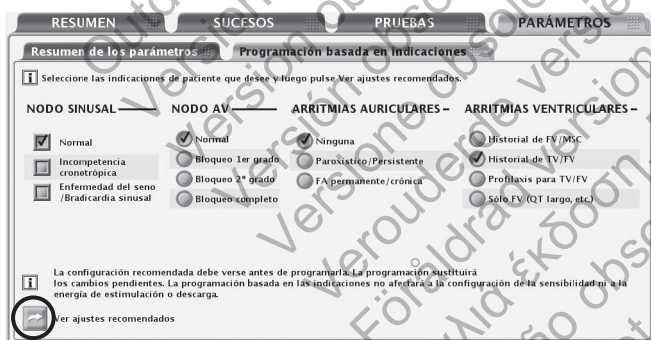 RESUMEN SUCESOS PRUEBAS PARÁMETROS
Resumen de los parámetros Programación basada en Indicaciones
i Seleccione las indicaciones de paciente que desee y luego pulse Ver ajustes recomendados.
NODO SINUSAL NODO AV ARRITMIAS AURICULARES ARRITMIAS VENTRICULARES
Normal
Incompetencia
cronotrópica
Enfermedad del seno
/Bradicardia sinusal
Normal
Bloqueo 1er grado
Bloqueo 2º grado
Bloqueo completo
Ninguna
Paroxístico/Persistente
FA permanente/crónica
Historial de FV/MSC
Historial de TV/FV
Profilaxis para TV/FV
Sólo FV (QT largo, etc.)
La configuración recomendada debe verse antes de programarla. La programación sustituirá
i los cambios pendientes. La programación basada en las indicaciones no afectará a la configuración de la sensibilidad ni a la
energía de estimulación o descarga.
Ver ajustes recomendados